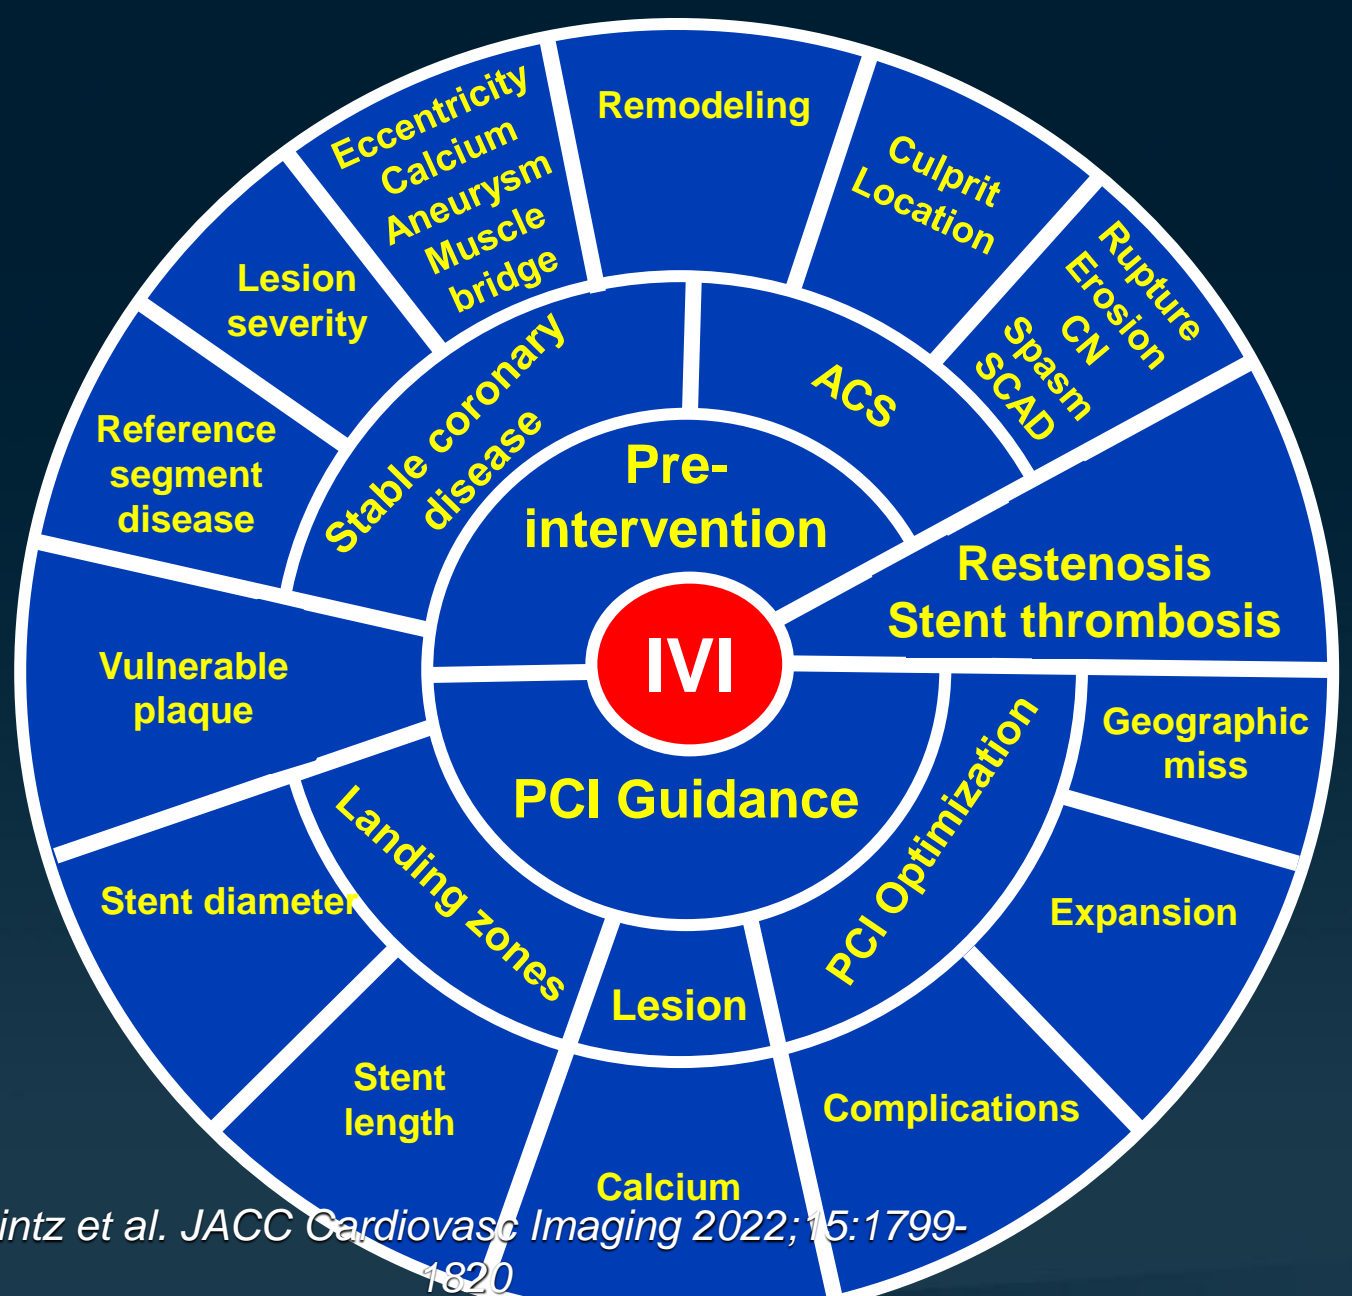 Eccentricity
Calcium
Aneurysm
Muscle
bridge
Remodeling
Culprit
Location
Rupture
Erosion
CN
Spasm
SCAD
Lesion
severity
Reference
segment
disease
Stable coronary
disease
ACS
Pre-
intervention
Restenosis
Stent thrombosis
IVI
Vulnerable
plaque
PCI Guidance
Geographic
miss
Landing zones
PCI Optimization
Stent diameter
Expansion
Lesion
Stent
length
Complications
Calcium
intz et al. JACC Cardiovasc Imaging 2022;15:1799-
1820